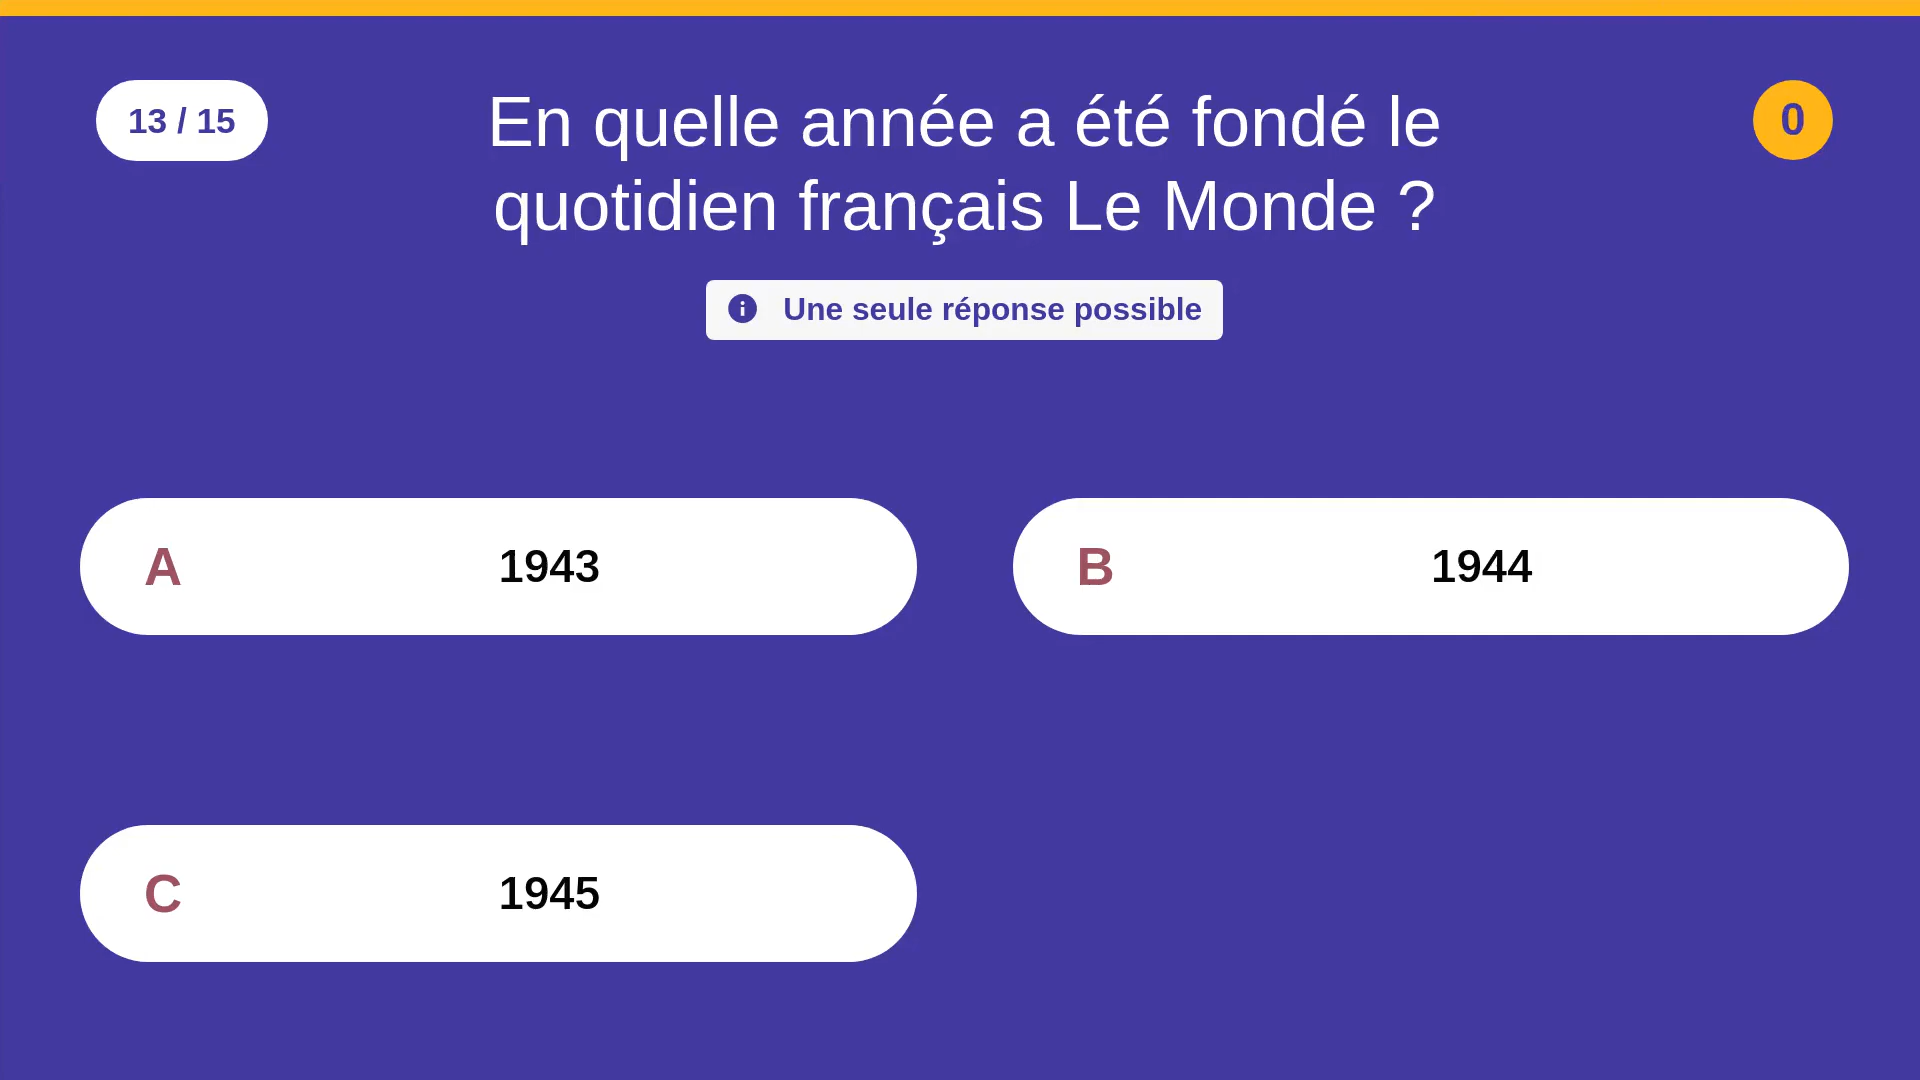 13 / 15
En quelle année a été fondé le
quotidien français Le Monde ?
0
Une seule réponse possible
A 1943
B 1944
C 1945